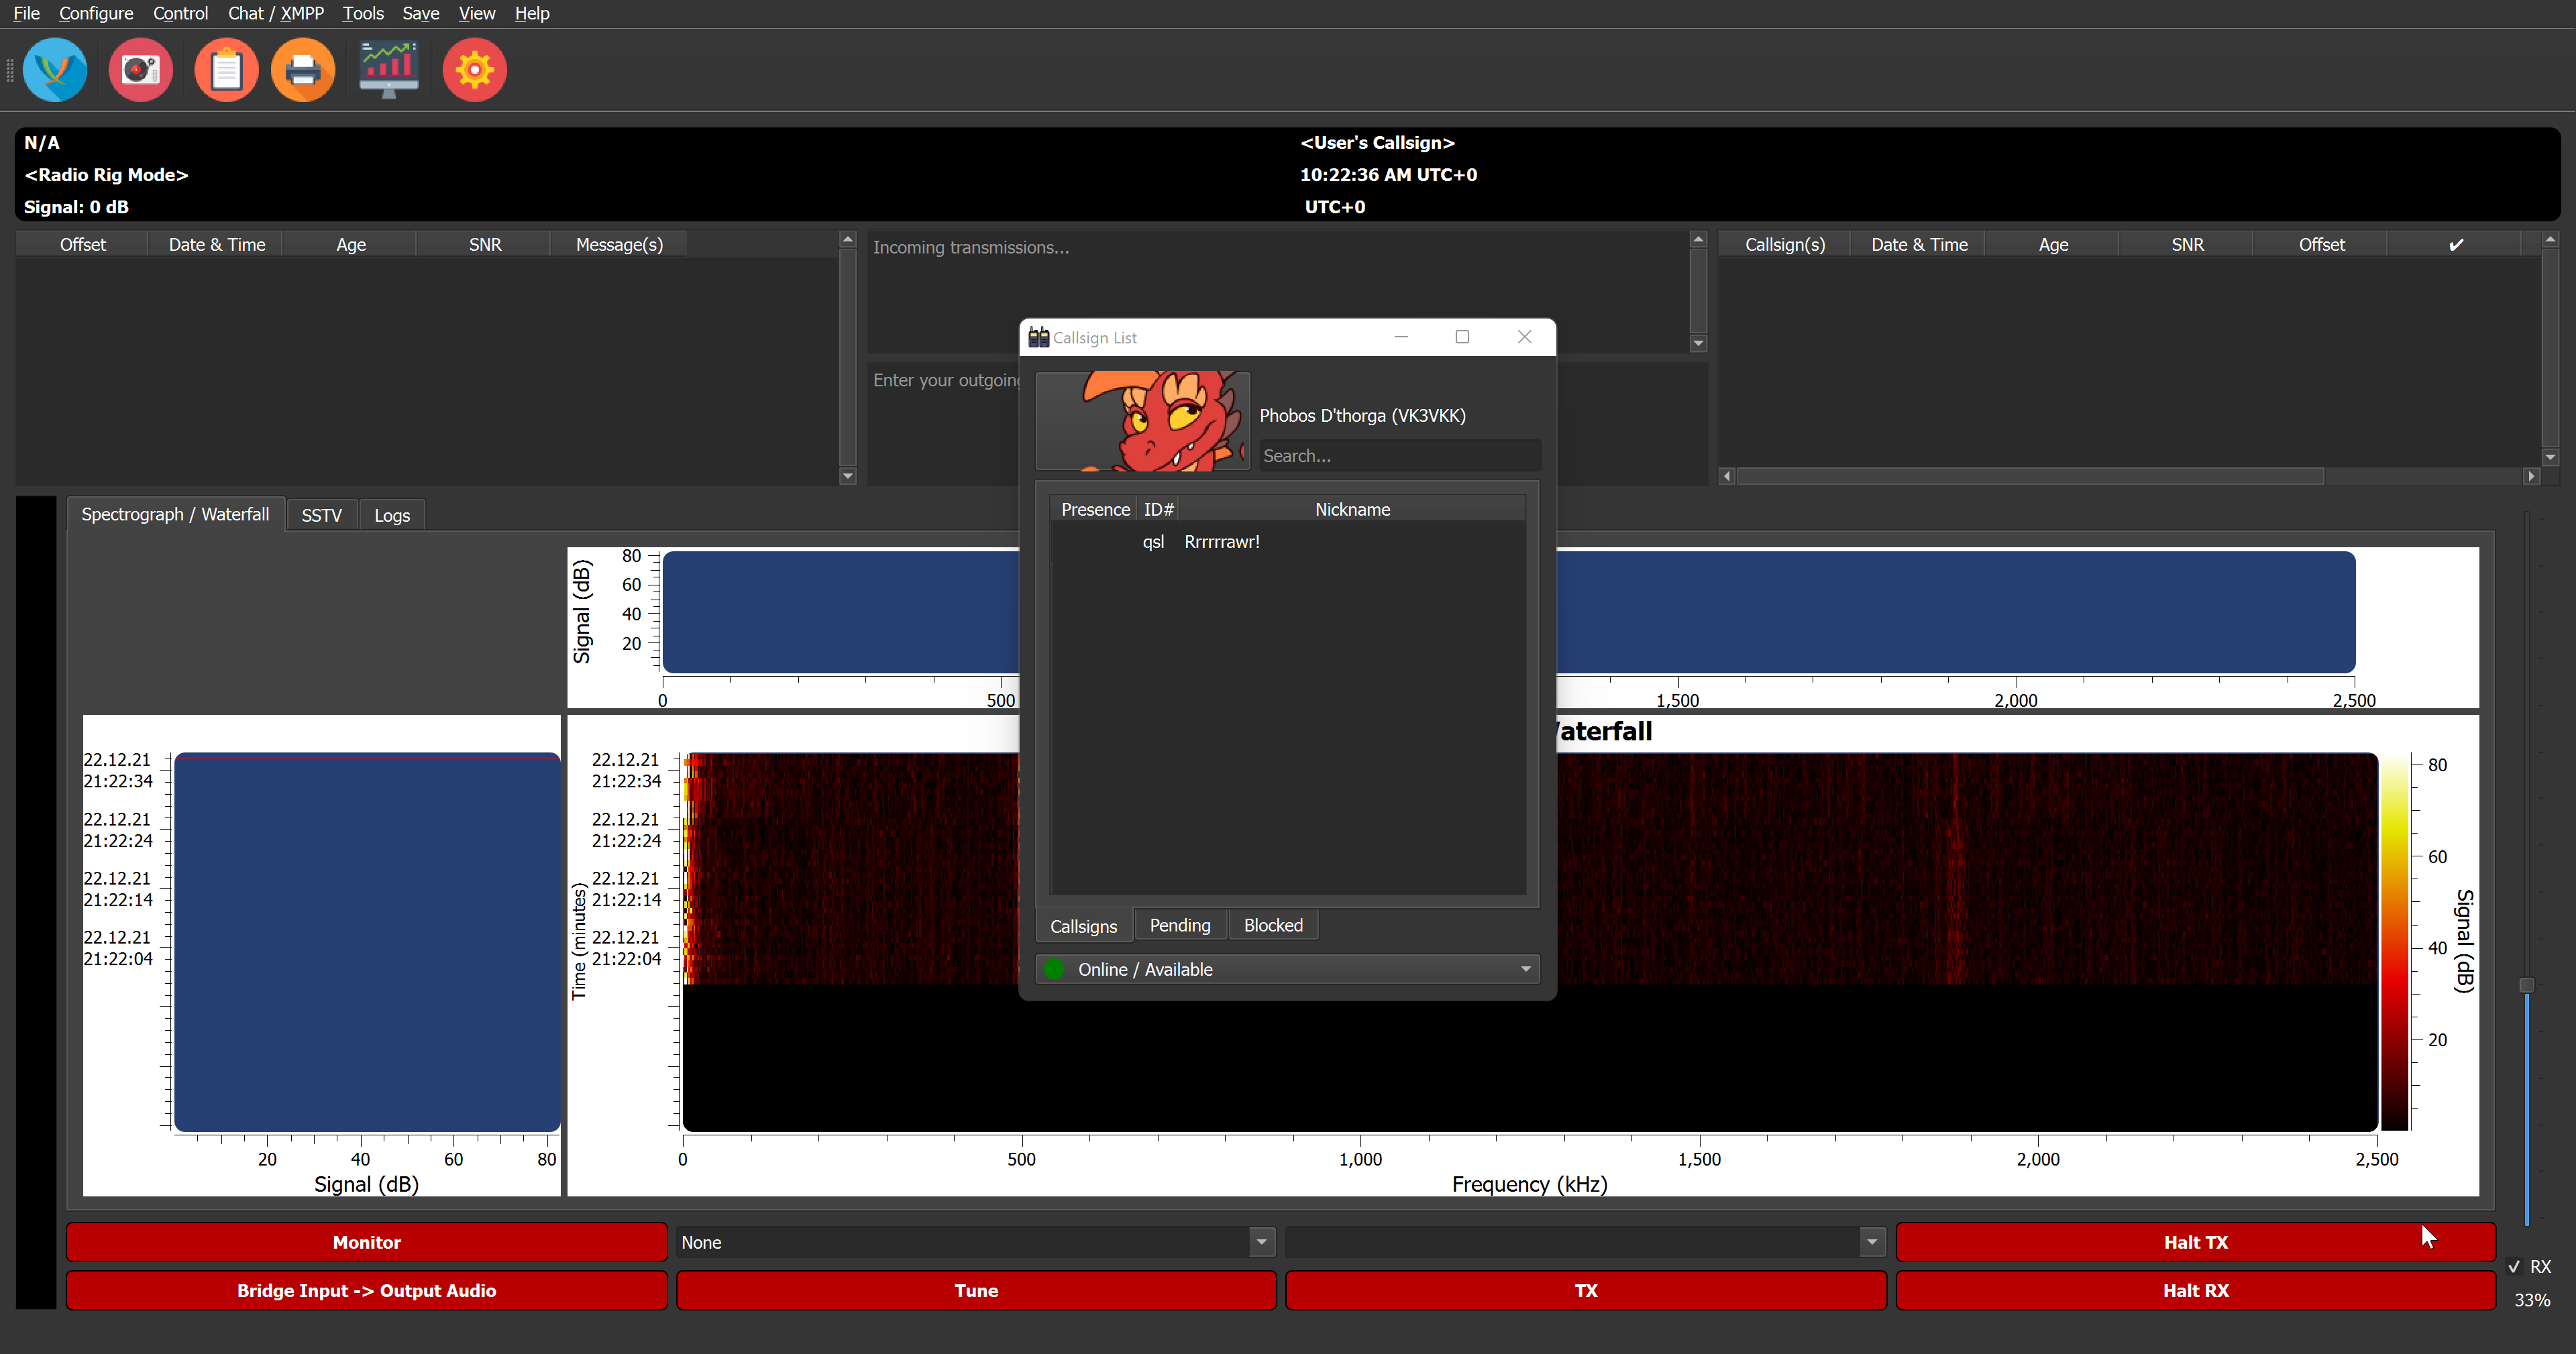 File Configure Control Chat / XMPP Tools Save View Help
N/A
<Radio Rig Mode>
Signal: 0 dB
<User's Callsign>
10:22:36 AM UTC+0
UTC+0
Offset Date & Time Age SNR Message(s)
Incoming transmissions...
Enter your outgoing
Callsign(s) Date & Time Age SNR Offset ✔
Callsign List
Phobos D'thorga (VK3VKK)
Search...
Presence ID# Nickname
qsl Rrrrrrawr!
Callsigns Pending Blocked
Online / Available
Spectrograph / Waterfall SSTV Logs
Signal (dB)
80
60
40
20
0 500 1,500 2,000 2,500
22.12.21
21:22:34
22.12.21
21:22:24
22.12.21
21:22:14
22.12.21
21:22:04
20 40 60 80
Signal (dB)
aterfall
Time (minutes)
22.12.21
21:22:34
22.12.21
21:22:24
22.12.21
21:22:14
22.12.21
21:22:04
0 500 1,000 1,500 2,000 2,500
Frequency (kHz)
80
60
40
20
Signal (dB)
Monitor None Halt TX
Bridge Input -> Output Audio Tune TX Halt RX
RX
33%